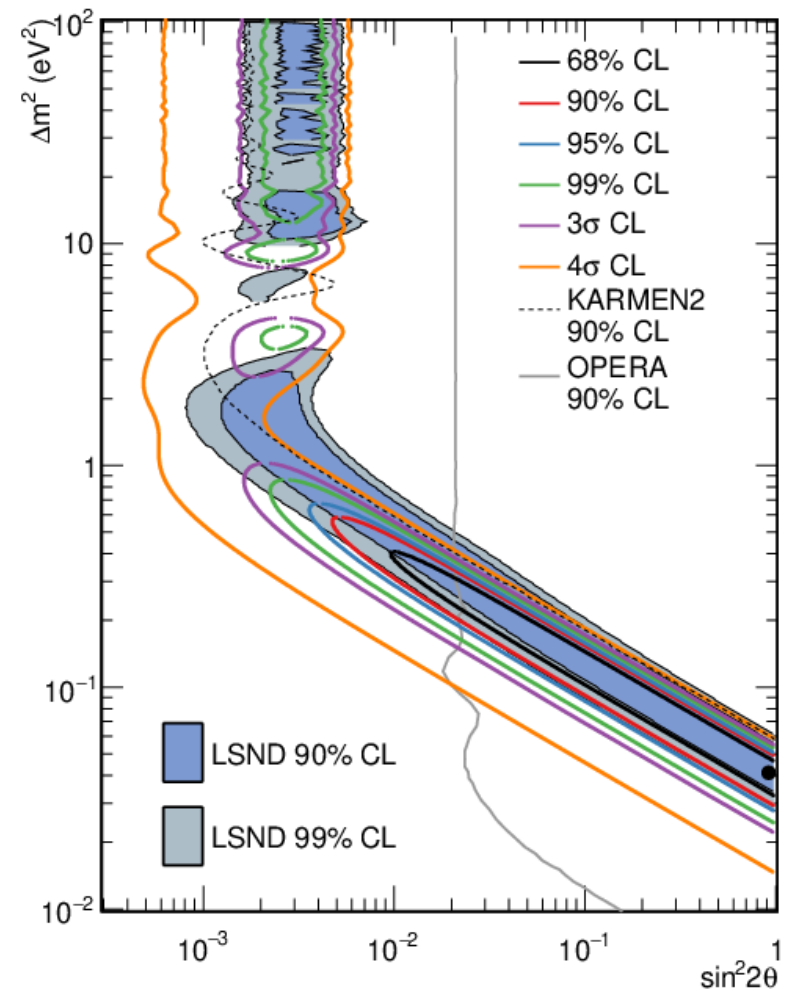 10²
Δm² (eV²)
68% CL
90% CL
95% CL
99% CL
3σ CL
4σ CL
KARMEN2
90% CL
OPERA
90% CL
10
1
10⁻¹
LSND 90% CL
LSND 99% CL
10⁻²
10⁻³ 10⁻² 10⁻¹ 1
sin²2θ